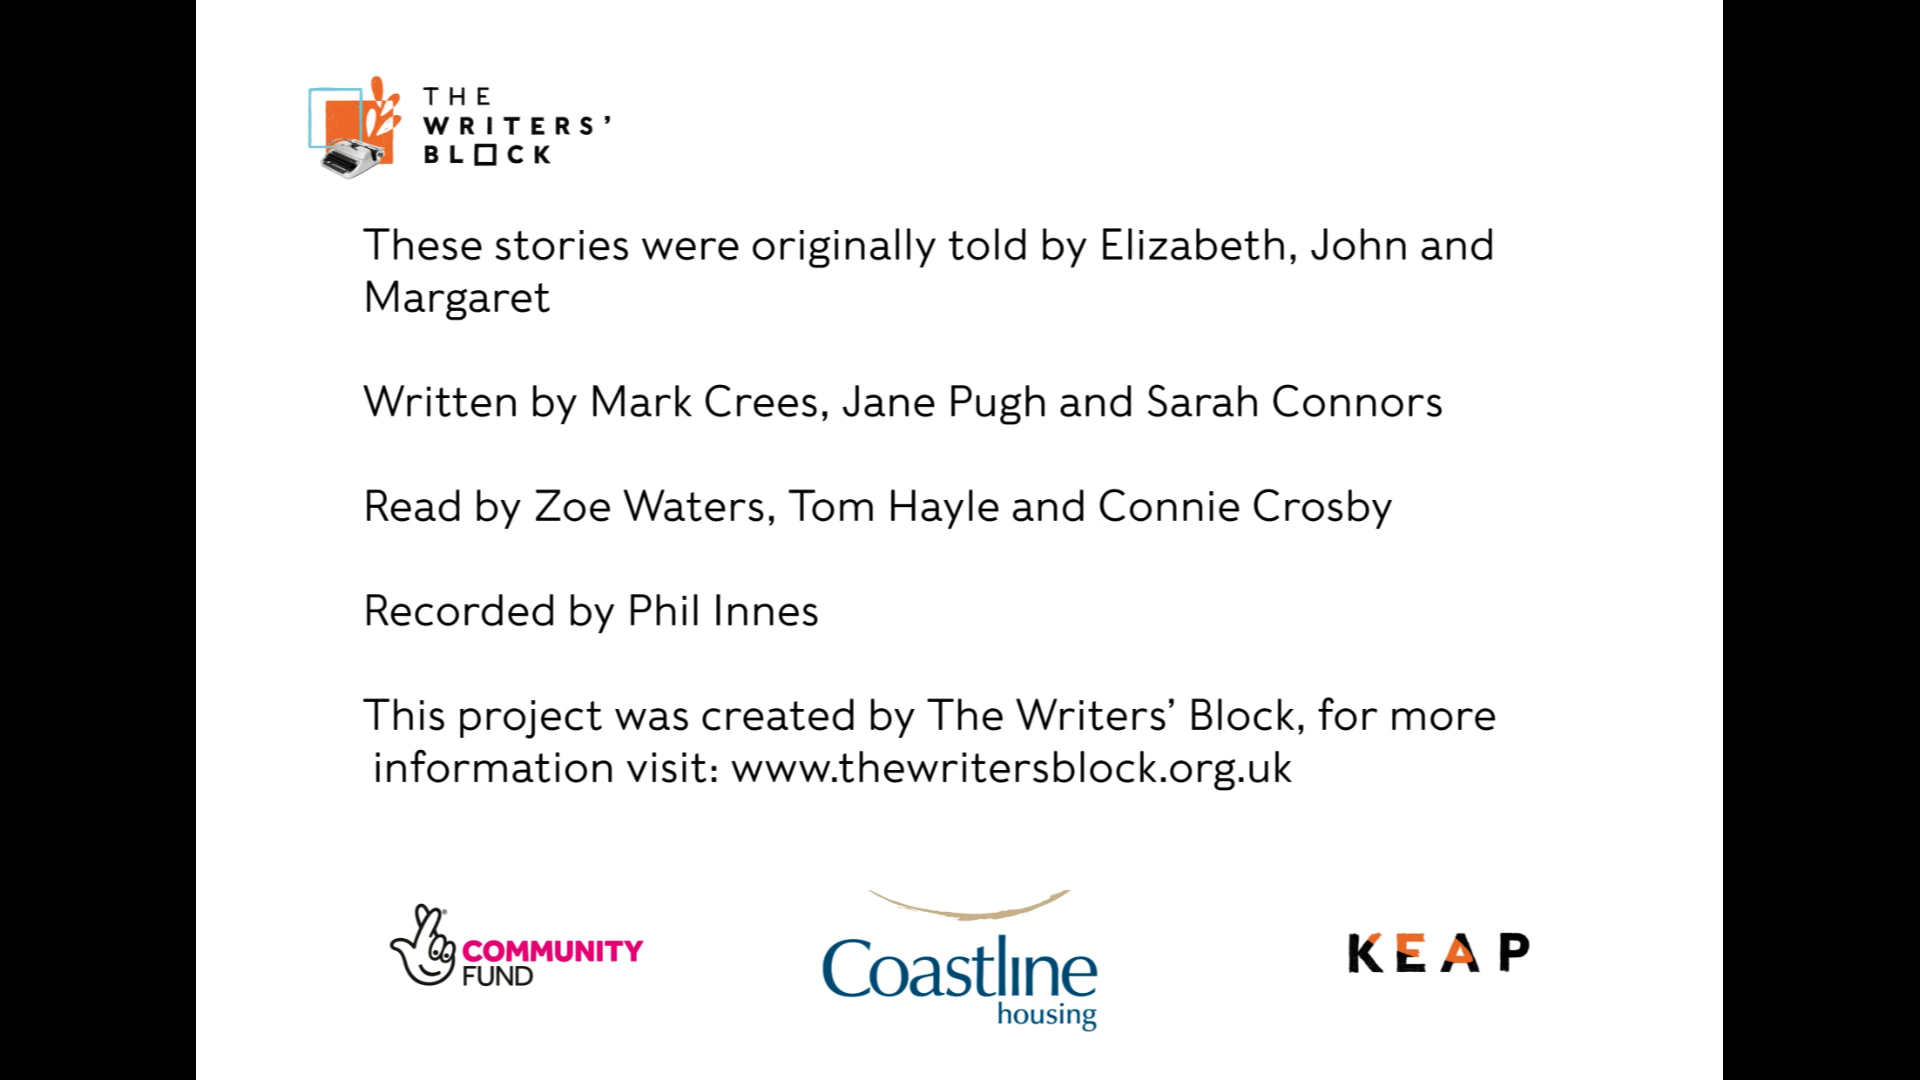 THE
WRITERS’
BLOCK
These stories were originally told by Elizabeth, John and
Margaret
Written by Mark Crees, Jane Pugh and Sarah Connors
Read by Zoe Waters, Tom Hayle and Connie Crosby
Recorded by Phil Innes
This project was created by The Writers’ Block, for more
information visit: www.thewritersblock.org.uk
COMMUNITY
FUND
Coastline
housing
KEAP